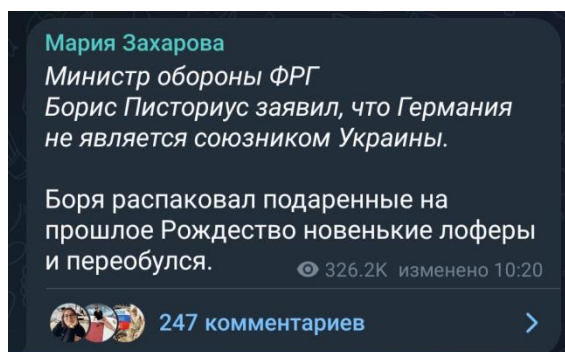 Мария Захарова
Министр обороны ФРГ
Борис Писториус заявил, что Германия
не является союзником Украины.
Боря распаковал подаренные на
прошлое Рождество новенькие лоферы
и переобулся.
326.2K изменено 10:20
247 комментариев